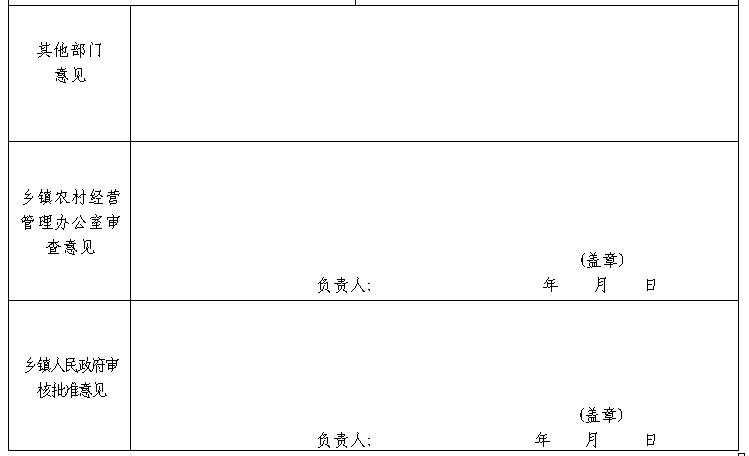 其他部门
意见
乡镇农村经营
管理办公室审
查意见
(盖章)
负责人: 年 月 日
乡镇人民政府审
核批准意见
(盖章)
负责人: 年 月 日